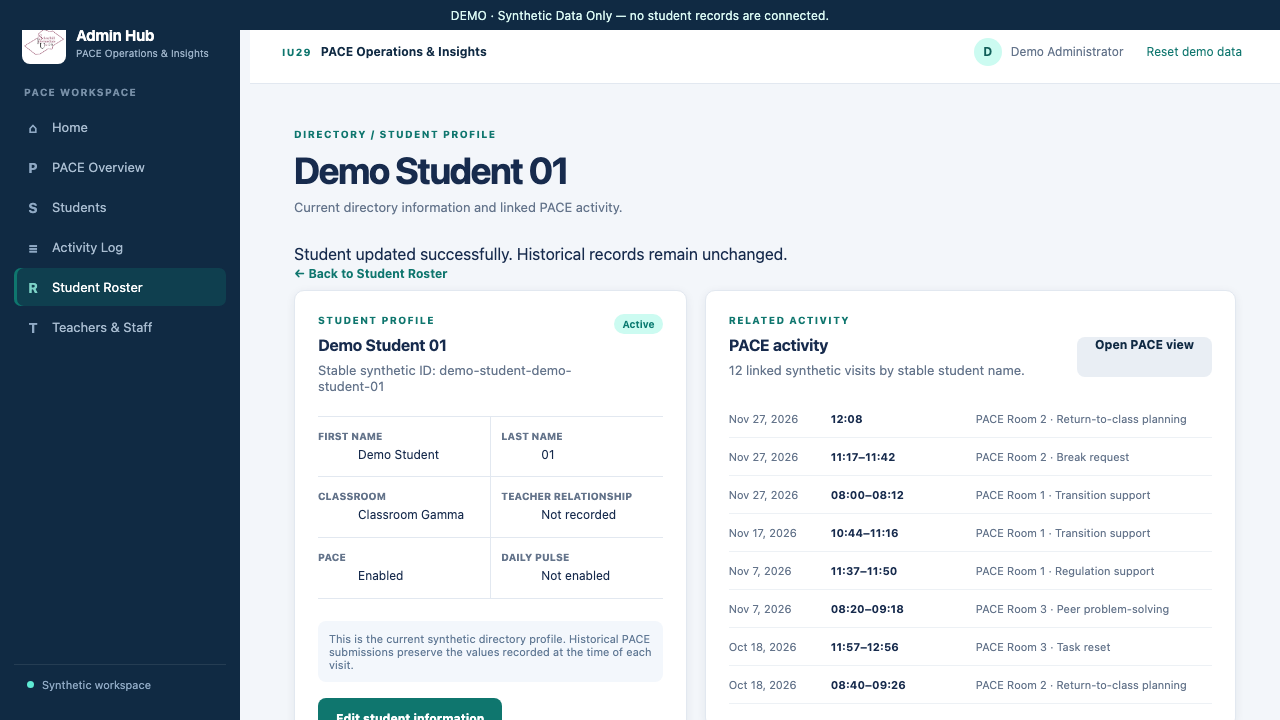 DEMO · Synthetic Data Only — no student records are connected.
Admin Hub
PACE Operations & Insights
PACE WORKSPACE
⌂ Home
P PACE Overview
S Students
≡ Activity Log
R Student Roster
T Teachers & Staff
Synthetic workspace
IU29 PACE Operations & Insights
D Demo Administrator Reset demo data
DIRECTORY / STUDENT PROFILE
Demo Student 01
Current directory information and linked PACE activity.
Student updated successfully. Historical records remain unchanged.
← Back to Student Roster
STUDENT PROFILE
Active
Demo Student 01
Stable synthetic ID: demo-student-demo-
student-01
FIRST NAME
Demo Student
LAST NAME
01
CLASSROOM
Classroom Gamma
TEACHER RELATIONSHIP
Not recorded
PACE
Enabled
DAILY PULSE
Not enabled
This is the current synthetic directory profile. Historical PACE
submissions preserve the values recorded at the time of each
visit.
Edit student information
RELATED ACTIVITY
PACE activity
12 linked synthetic visits by stable student name.
Open PACE view
Nov 27, 2026 12:08 PACE Room 2 · Return-to-class planning
Nov 27, 2026 11:17–11:42 PACE Room 2 · Break request
Nov 27, 2026 08:00–08:12 PACE Room 1 · Transition support
Nov 17, 2026 10:44–11:16 PACE Room 1 · Transition support
Nov 7, 2026 11:37–11:50 PACE Room 1 · Regulation support
Nov 7, 2026 08:20–09:18 PACE Room 3 · Peer problem-solving
Oct 18, 2026 11:57–12:56 PACE Room 3 · Task reset
Oct 18, 2026 08:40–09:26 PACE Room 2 · Return-to-class planning